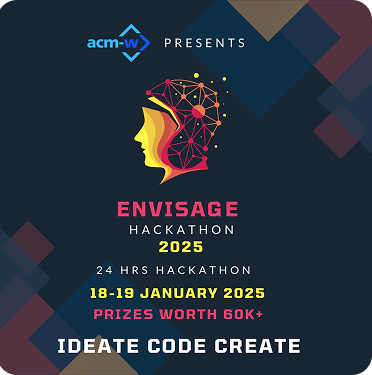 acm-w PRESENTS
ENVISAGE
HACKATHON
2025
24 HRS HACKATHON
18-19 JANUARY 2025
PRIZES WORTH 60K+
IDEATE CODE CREATE